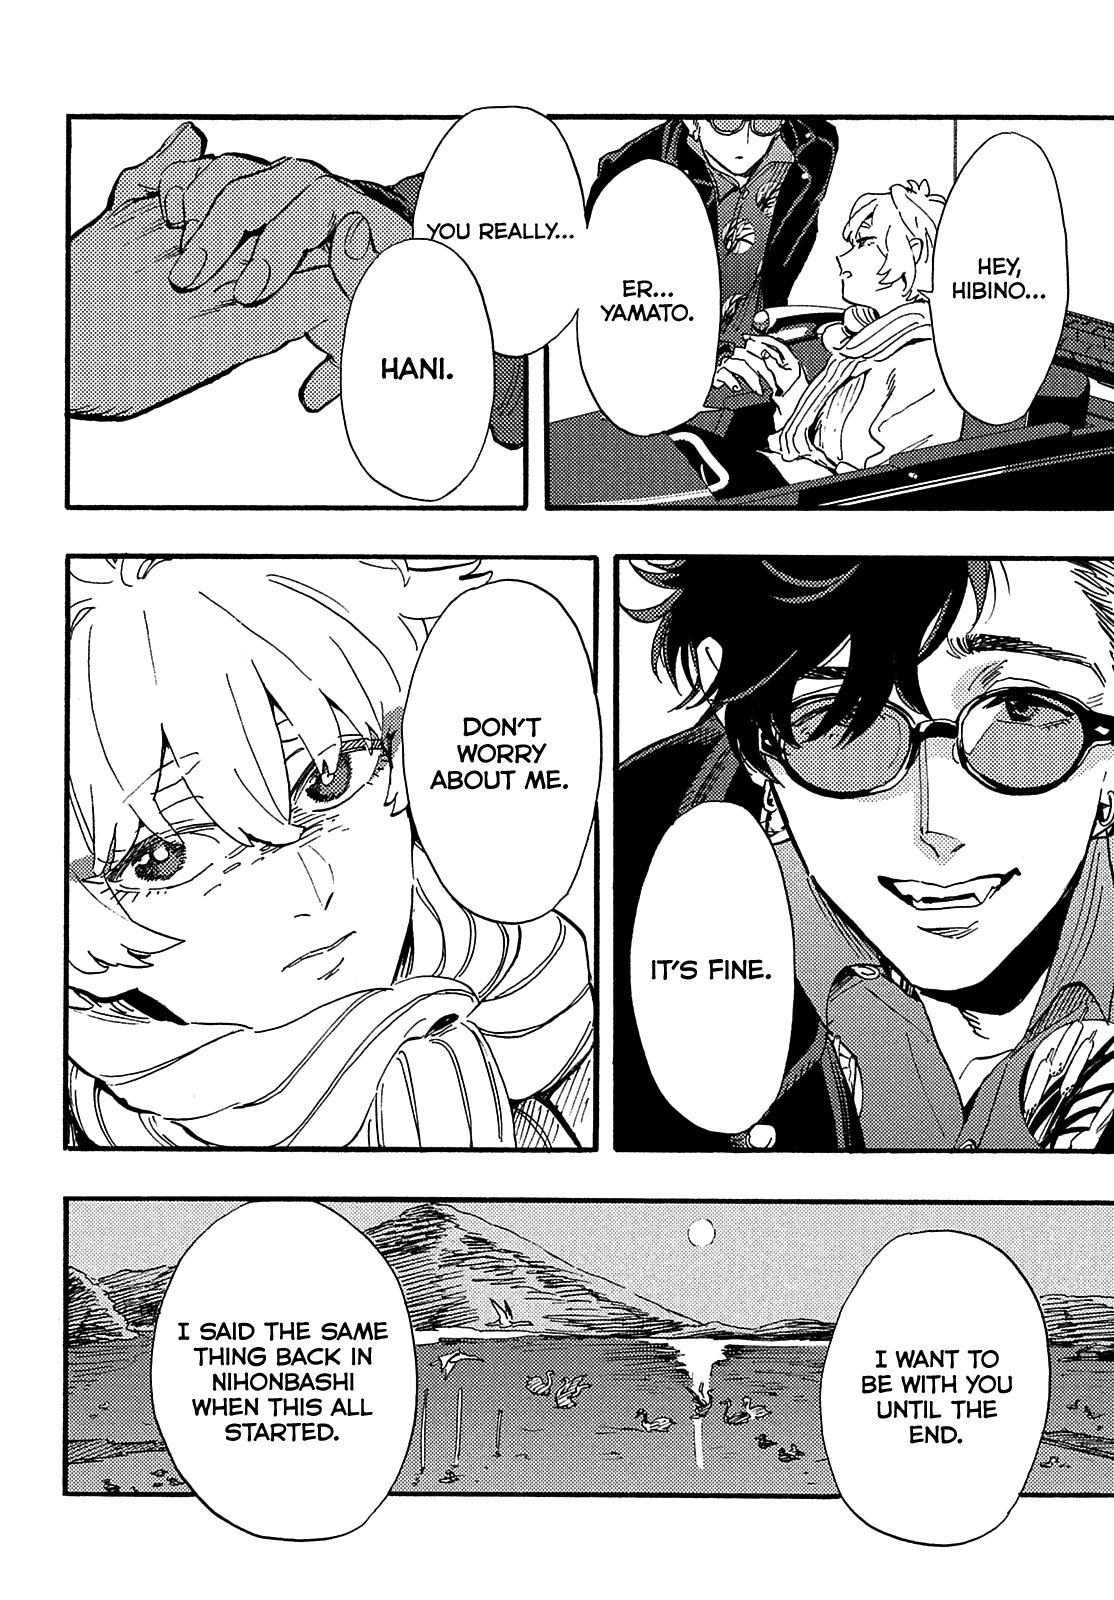 HEY,
HIBINO...
ER...
YAMATO.
YOU REALLY...
HANI.
IT'S FINE.
DON'T
WORRY
ABOUT ME.
I WANT TO
BE WITH YOU
UNTIL THE
END.
I SAID THE SAME
THING BACK IN
NIHONBASHI
WHEN THIS ALL
STARTED.